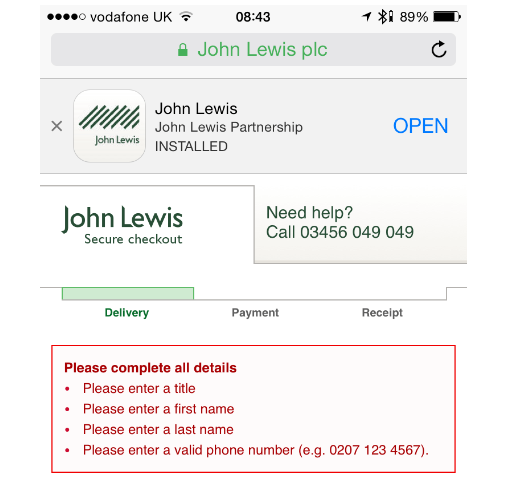 vodafone UK 08:43 89%
John Lewis plc
John Lewis
John Lewis Partnership
INSTALLED
OPEN
John Lewis
John Lewis
Secure checkout
Need help?
Call 03456 049 049
Delivery Payment Receipt
Please complete all details
• Please enter a title
• Please enter a first name
• Please enter a last name
• Please enter a valid phone number (e.g. 0207 123 4567).